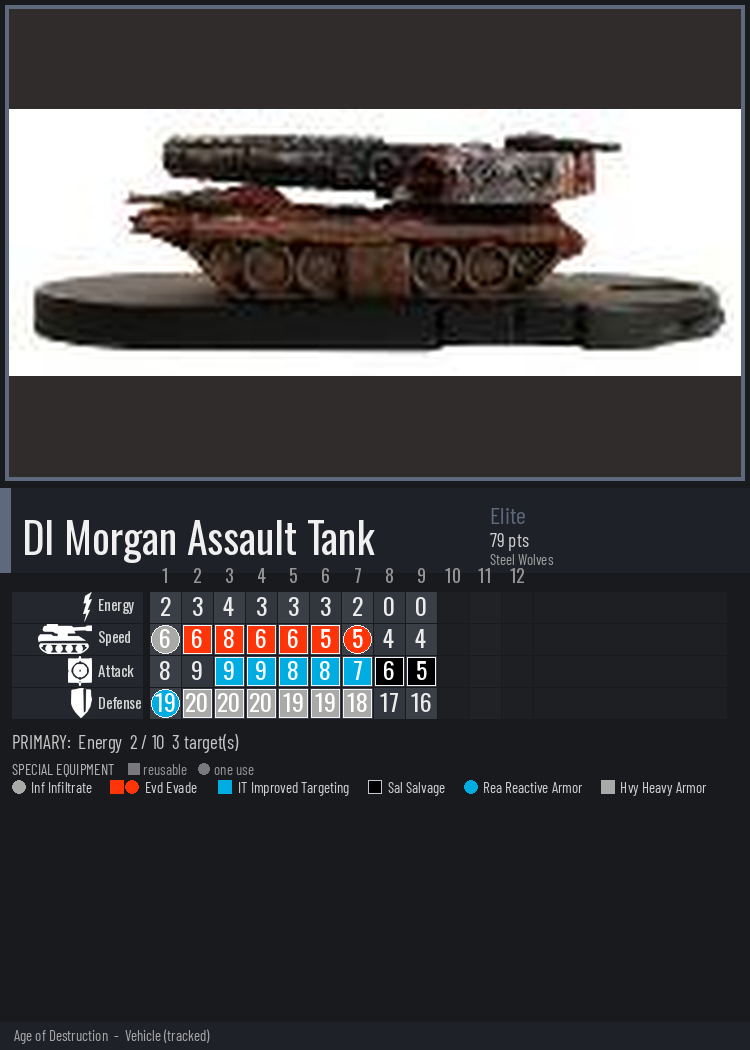 DI Morgan Assault Tank
Elite
79 pts
Steel Wolves
1 2 3 4 5 6 7 8 9 10 11 12
Energy 2 3 4 3 3 3 2 0 0
Speed 6 6 8 6 6 5 5 4 4
Attack 8 9 9 9 8 8 7 6 5
Defense 19 20 20 20 19 19 18 17 16
PRIMARY: Energy 2 / 10 3 target(s)
SPECIAL EQUIPMENT reusable one use
Inf Infiltrate Evd Evade IT Improved Targeting Sal Salvage Rea Reactive Armor Hvy Heavy Armor
Age of Destruction - Vehicle (tracked)